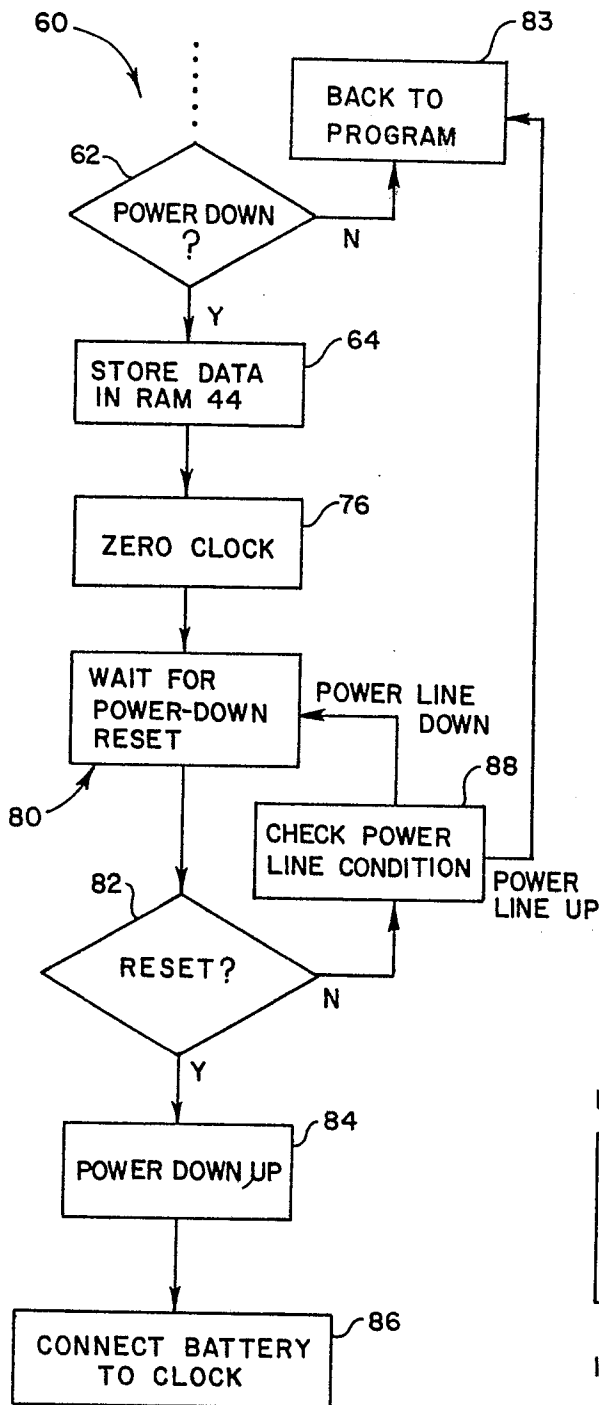 60
83
BACK TO
PROGRAM
62
POWER DOWN
?
N
Y
64
STORE DATA
IN RAM 44
76
ZERO CLOCK
WAIT FOR
POWER-DOWN
RESET
POWER LINE
DOWN
80
88
CHECK POWER
LINE CONDITION
POWER
LINE UP
82
RESET?
N
Y
84
POWER DOWN UP
86
CONNECT BATTERY
TO CLOCK